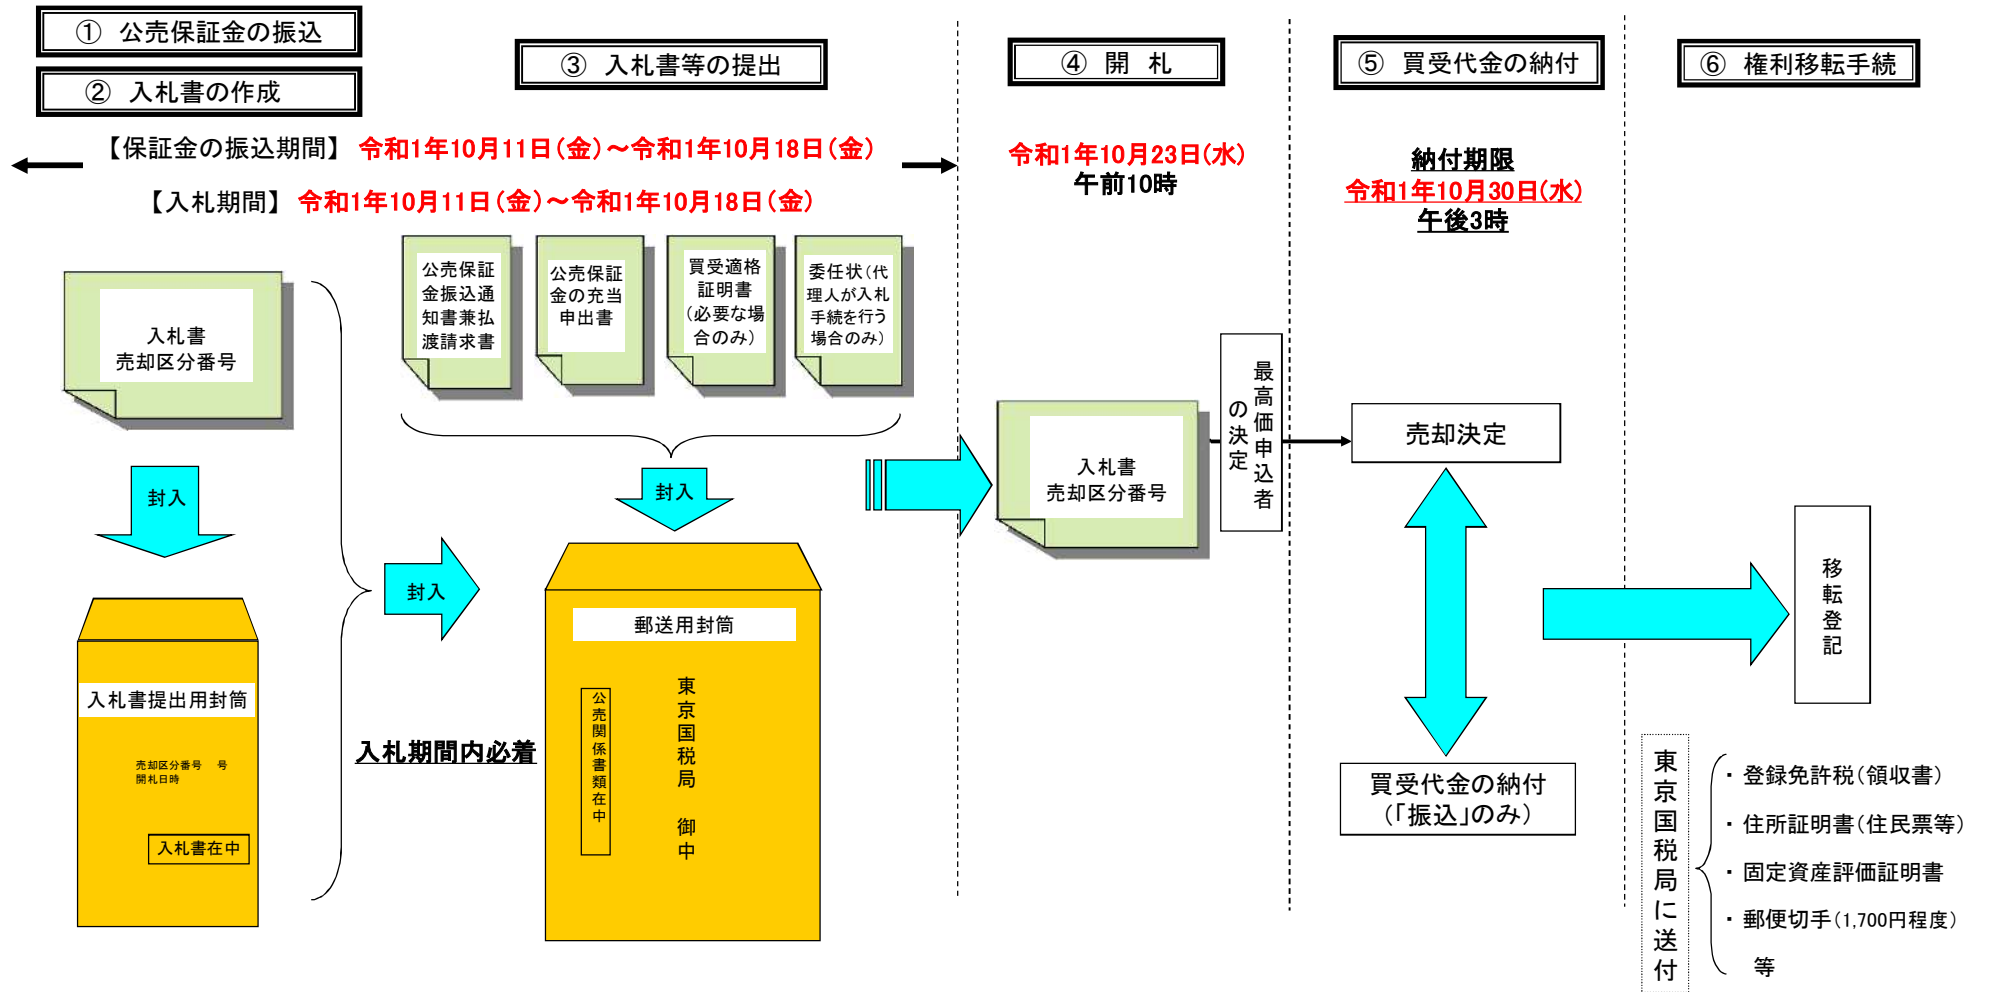 ① 公売保証金の振込
② 入札書の作成
③ 入札書等の提出
④ 開 札
⑤ 買受代金の納付
⑥ 権利移転手続
【保証金の振込期間】 令和1年10月11日(金)～令和1年10月18日(金)
【入札期間】 令和1年10月11日(金)～令和1年10月18日(金)
令和1年10月23日(水)
午前10時
納付期限
令和1年10月30日(水)
午後3時
入札書
売却区分番号
公売保証
金振込通
知書兼払
渡請求書
公売保証
金の充当
申出書
買受適格
証明書
(必要な場
合のみ)
委任状(代
理人が入札
手続を行う
場合のみ)
封入
封入
封入
入札書提出用封筒
売却区分番号 号
開札日時
入札書在中
入札期間内必着
郵送用封筒
公売関係書類在中
東京国税局 御中
入札書
売却区分番号
最高価申込者
の決定
売却決定
買受代金の納付
(「振込」のみ)
移転登記
東京国税局に送付
・ 登録免許税(領収書)
・ 住所証明書(住民票等)
・ 固定資産評価証明書
・ 郵便切手(1,700円程度)
等